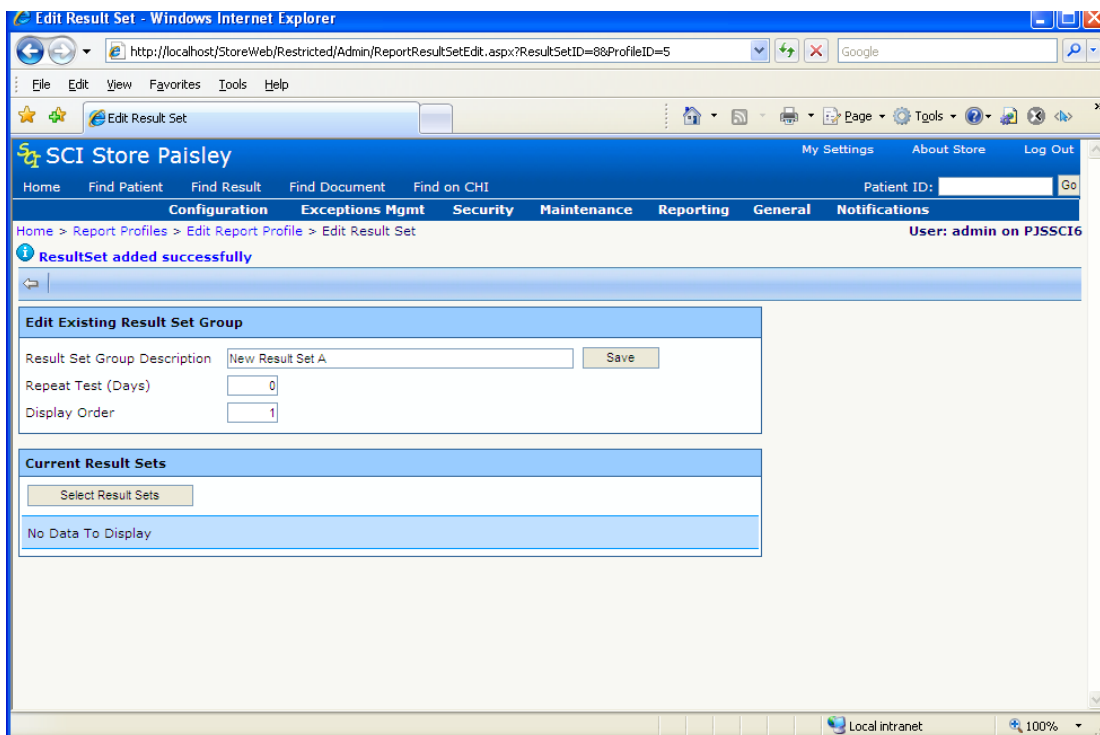 Edit Result Set - Windows Internet Explorer
http://localhost/StoreWeb/Restricted/Admin/ReportResultSetEdit.aspx?ResultSetID=8&ProfileID=5 Google
File Edit View Favorites Tools Help
Edit Result Set Page Tools
SCI Store Paisley My Settings About Store Log Out
Home Find Patient Find Result Find Document Find on CHI Patient ID: Go
Configuration Exceptions Mgmt Security Maintenance Reporting General Notifications
Home > Report Profiles > Edit Report Profile > Edit Result Set User: admin on PJSSCI6
ResultSet added successfully
Edit Existing Result Set Group
Result Set Group Description New Result Set A Save
Repeat Test (Days) 0
Display Order 1
Current Result Sets
Select Result Sets
No Data To Display
Local intranet 100%